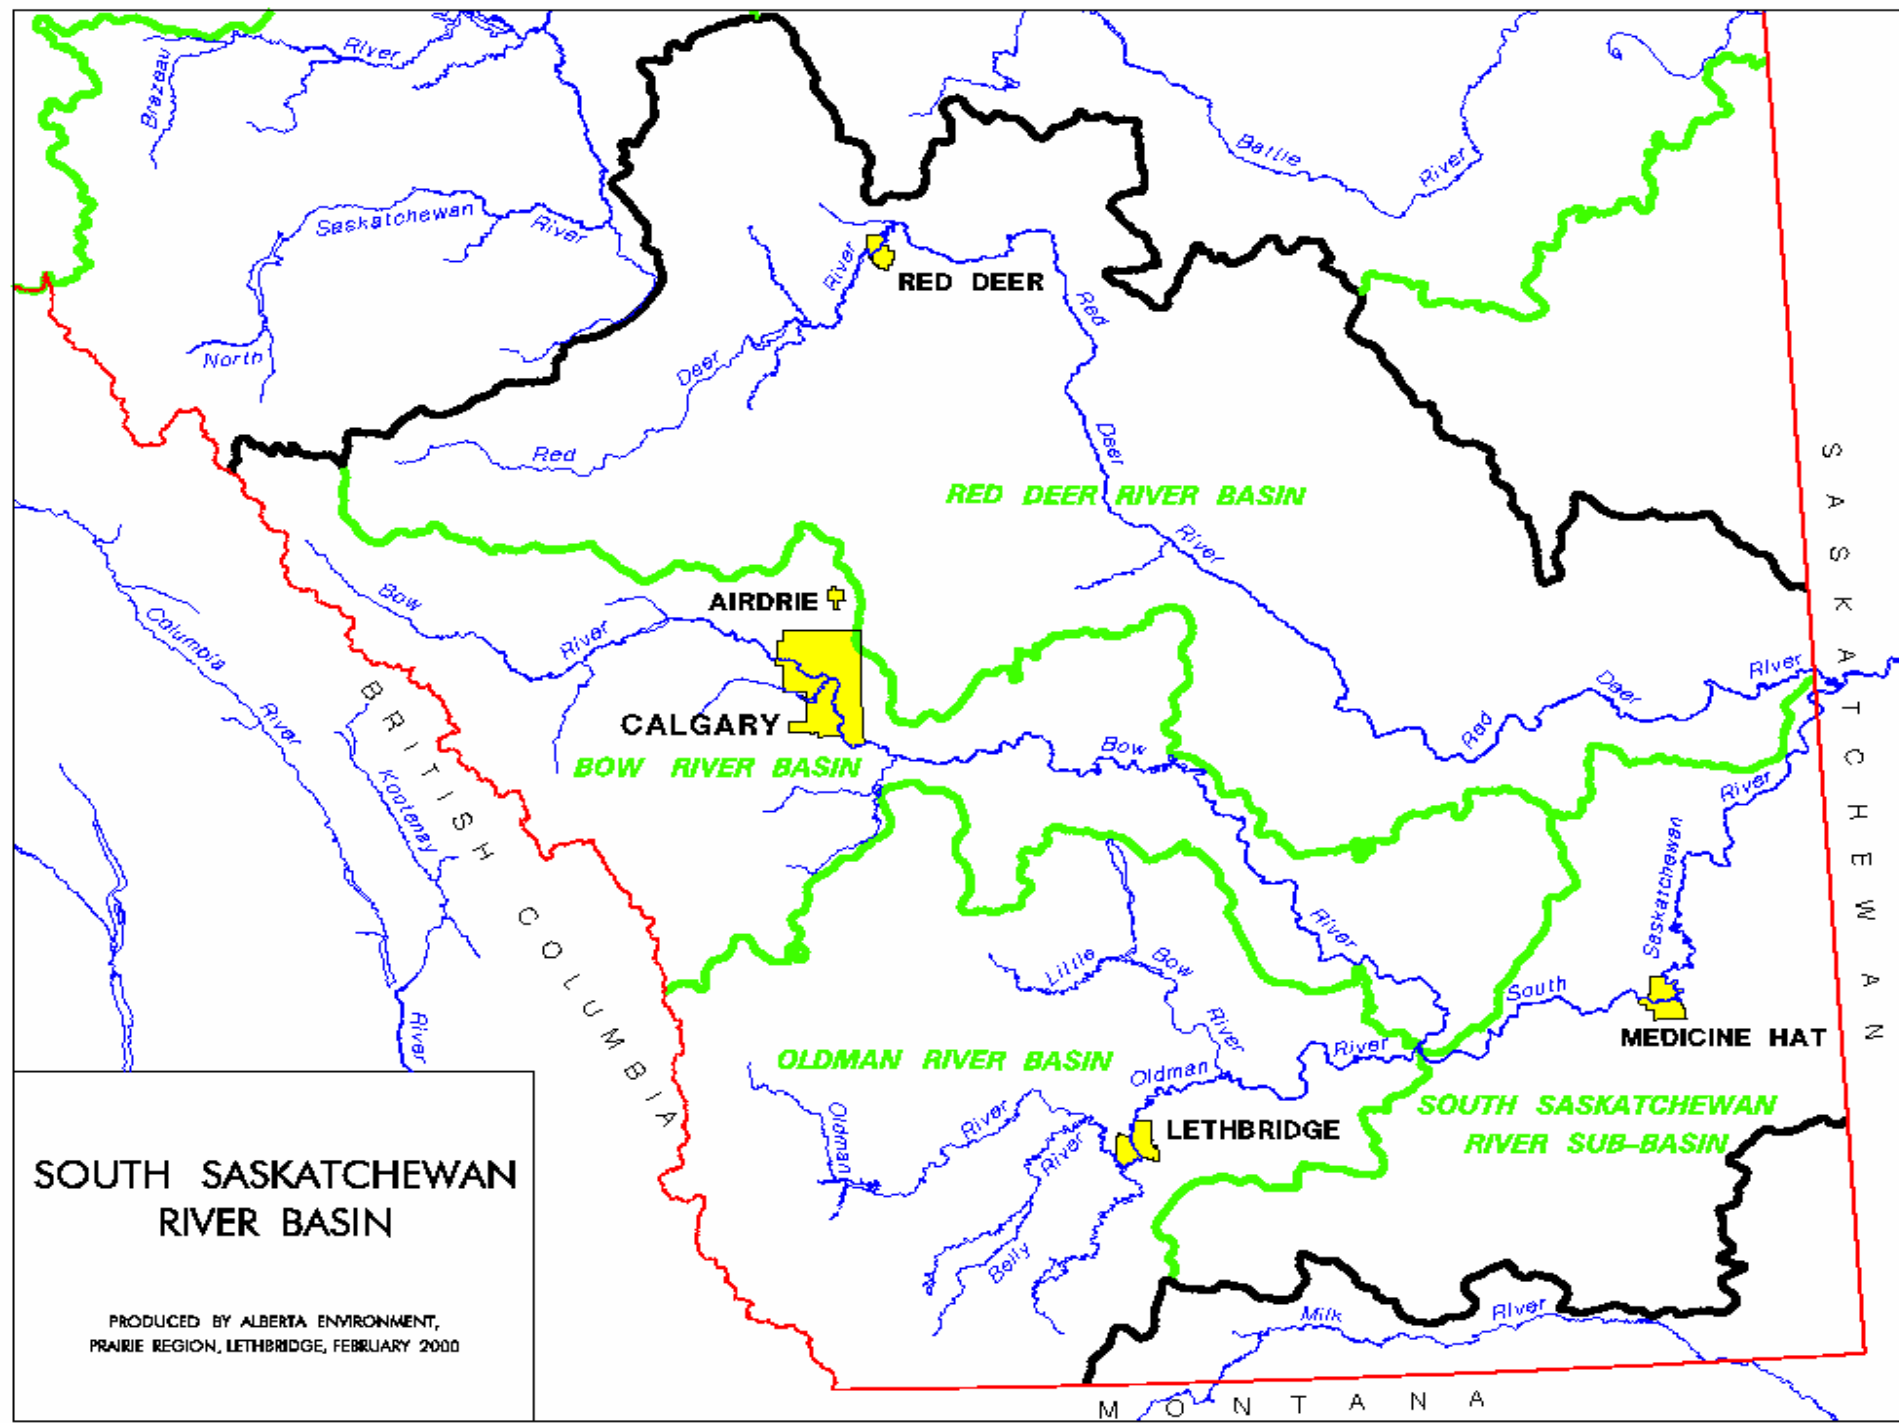 River
Brazeau
Battle
River
Saskatchewan
River
River
RED DEER
Red
North
Deer
Red
Deer
RED DEER RIVER BASIN
River
SASKATCHEWAN
Bow
AIRDRIE
River
Columbia
River
Deer
River
BRITISH COLUMBIA
CALGARY
Red
Bow
BOW RIVER BASIN
Kootenay
River
Saskatchewan
River
Little Bow
River
South
MEDICINE HAT
River
River
OLDMAN RIVER BASIN
Oldman
SOUTH SASKATCHEWAN
RIVER SUB-BASIN
Oldman
River
River
LETHBRIDGE
Belly
Milk River
MONTANA
SOUTH SASKATCHEWAN
RIVER BASIN
PRODUCED BY ALBERTA ENVIRONMENT,
PRAIRIE REGION, LETHBRIDGE, FEBRUARY 2000